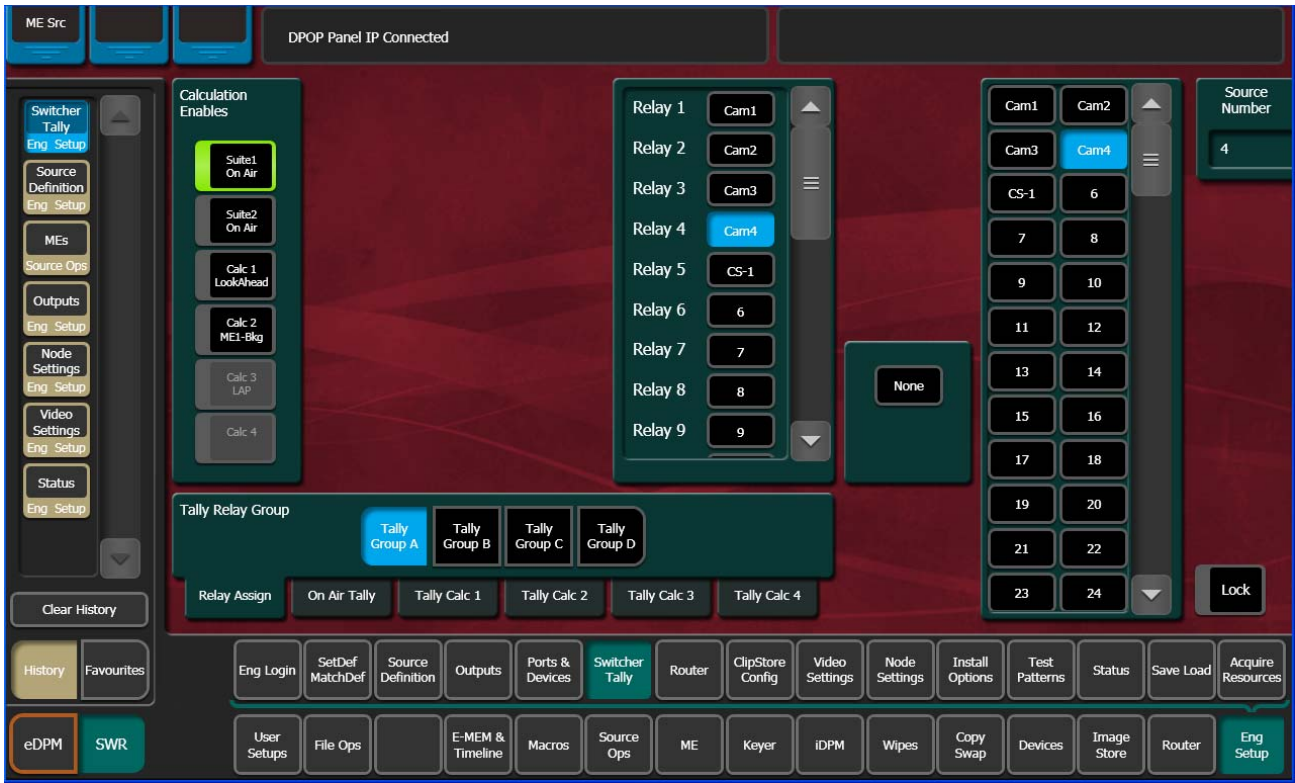 ME Src
DPOP Panel IP Connected
Switcher
Tally
Eng Setup
Source
Definition
Eng Setup
MEs
Source Ops
Outputs
Eng Setup
Node
Settings
Eng Setup
Video
Settings
Eng Setup
Status
Eng Setup
Clear History
History
Favourites
eDPM
SWR
Calculation
Enables
Suite1
On Air
Suite2
On Air
Calc 1
LookAhead
Calc 2
ME1-Bkg
Calc 3
LAP
Calc 4
Relay 1 Cam1
Relay 2 Cam2
Relay 3 Cam3
Relay 4 Cam4
Relay 5 CS-1
Relay 6 6
Relay 7 7
Relay 8 8
Relay 9 9
None
Cam1 Cam2
Cam3 Cam4
CS-1 6
7 8
9 10
11 12
13 14
15 16
17 18
19 20
21 22
23 24
Source
Number
4
Lock
Tally Relay Group
Tally
Group A
Tally
Group B
Tally
Group C
Tally
Group D
Relay Assign
On Air Tally
Tally Calc 1
Tally Calc 2
Tally Calc 3
Tally Calc 4
Eng Login
SetDef
MatchDef
Source
Definition
Outputs
Ports &
Devices
Switcher
Tally
Router
ClipStore
Config
Video
Settings
Node
Settings
Install
Options
Test
Patterns
Status
Save Load
Acquire
Resources
User
Setups
File Ops
E-MEM &
Timeline
Macros
Source
Ops
ME
Keyer
iDPM
Wipes
Copy
Swap
Devices
Image
Store
Router
Eng
Setup